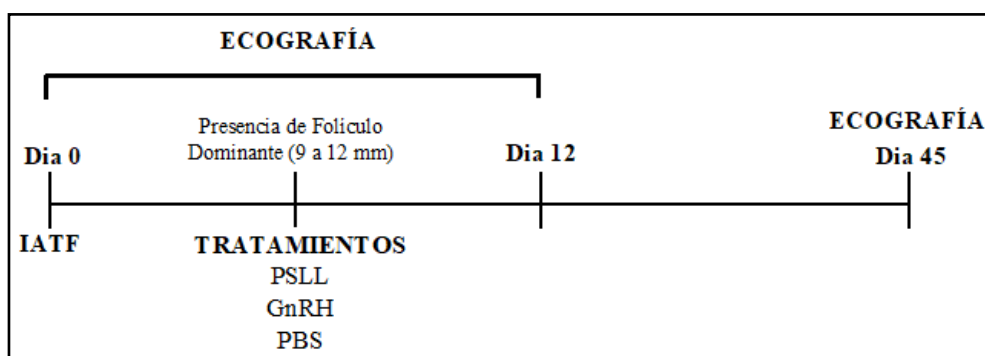 ECOGRAFÍA
Presencia de Folículo
Dominante (9 a 12 mm)
Dia 0
Dia 12
ECOGRAFÍA
Dia 45
IATF
TRATAMIENTOS
PSLL
GnRH
PBS